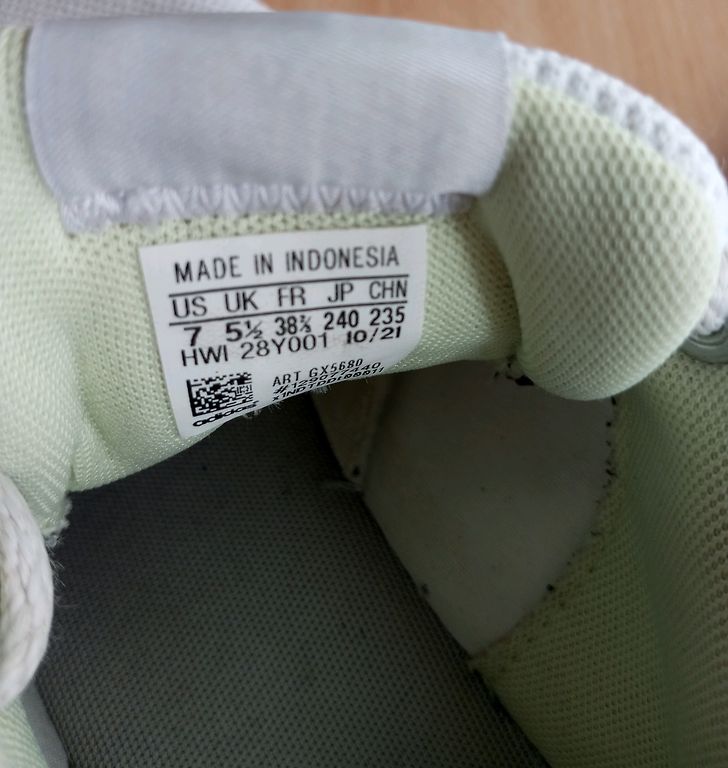 MADE IN INDONESIA
US UK FR JP CHN
7 5½ 38⅔ 240 235
HWI 28Y001 10/21
ART GX5680
#129077440
adidas